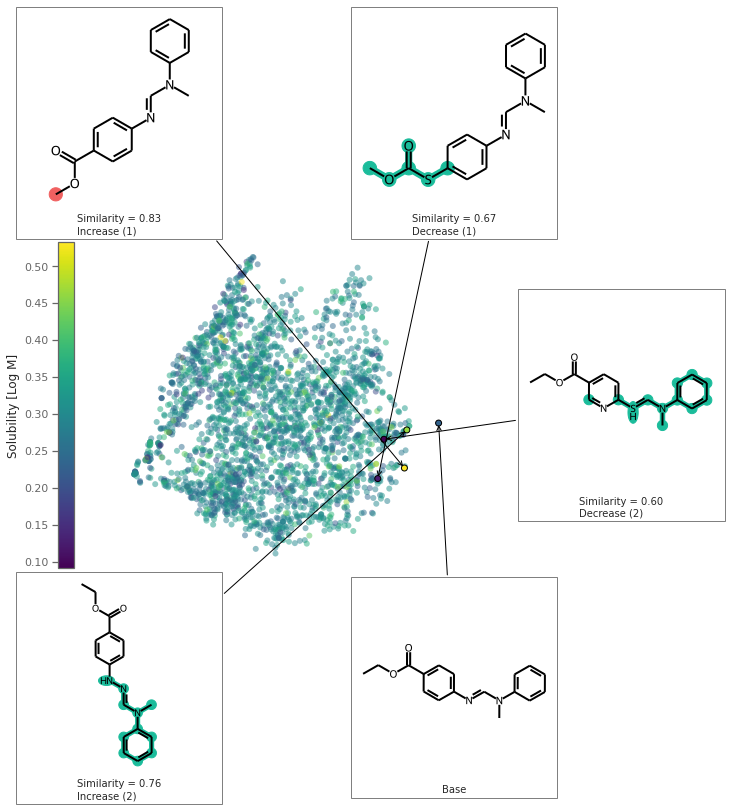 N
N
O
O
Similarity = 0.83
Increase (1)
N
N
O
O
S
Similarity = 0.67
Decrease (1)
Solubility [Log M]
0.50
0.45
0.40
0.35
0.30
0.25
0.20
0.15
0.10
O
O
N
S
H
N
Similarity = 0.60
Decrease (2)
O
O
HN
N
N
Similarity = 0.76
Increase (2)
O
O
N
N
Base